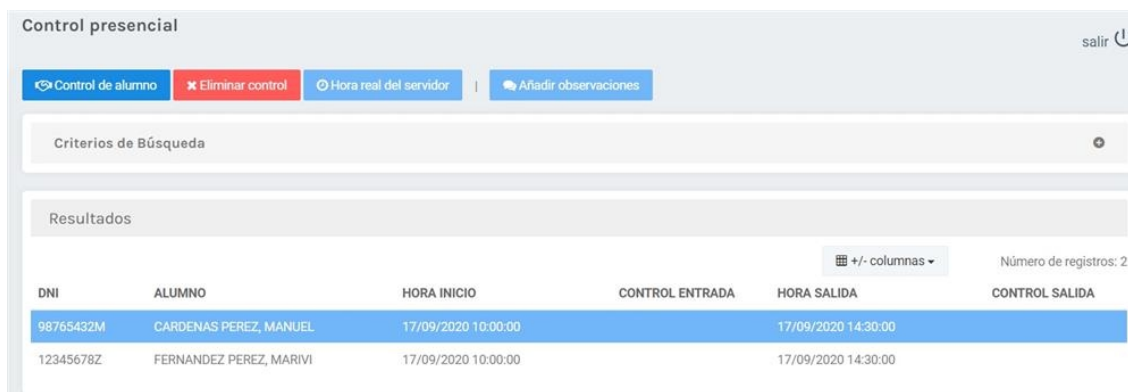 Control presencial
salir
Control de alumno Eliminar control Hora real del servidor | Añadir observaciones
Criterios de Búsqueda
Resultados
+/- columnas Número de registros: 2
DNI ALUMNO HORA INICIO CONTROL ENTRADA HORA SALIDA CONTROL SALIDA
98765432M CARDENAS PEREZ, MANUEL 17/09/2020 10:00:00 17/09/2020 14:30:00
12345678Z FERNANDEZ PEREZ, MARIVI 17/09/2020 10:00:00 17/09/2020 14:30:00